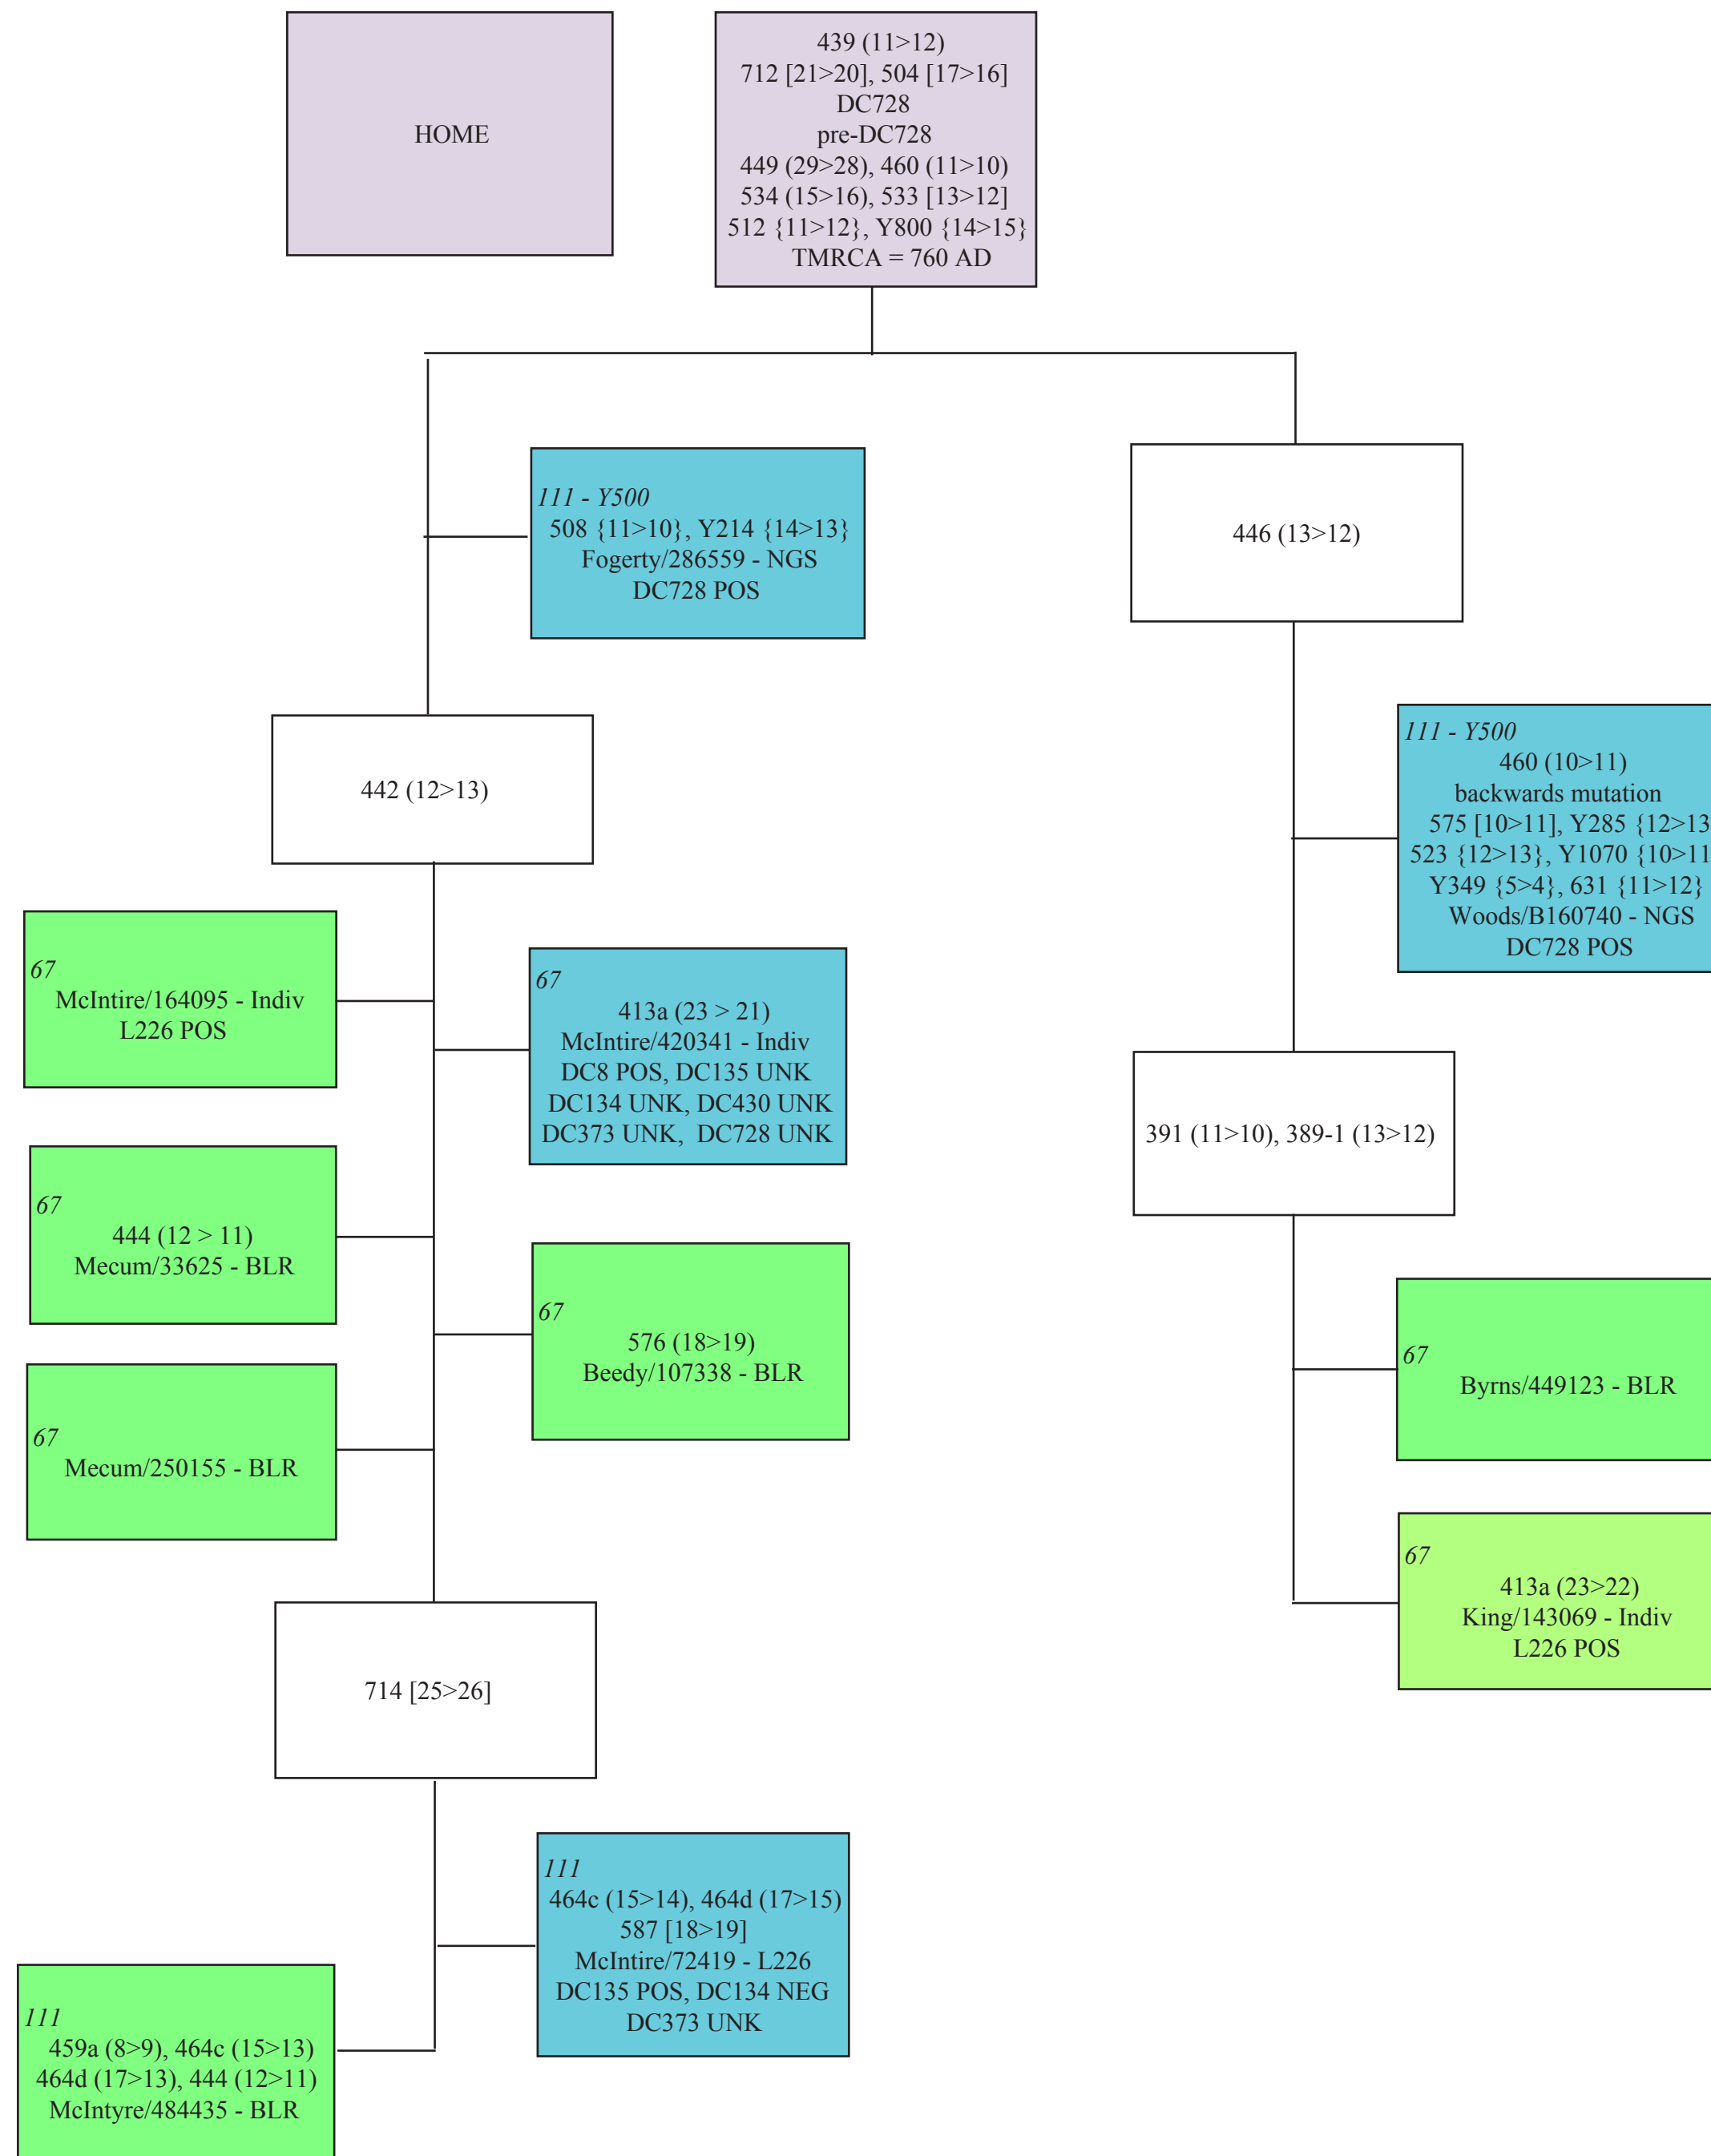 HOME
439 (11>12)
712 [21>20], 504 [17>16]
DC728
pre-DC728
449 (29>28), 460 (11>10)
534 (15>16), 533 [13>12]
512 {11>12}, Y800 {14>15}
TMRCA = 760 AD
111 - Y500
508 {11>10}, Y214 {14>13}
Fogerty/286559 - NGS
DC728 POS
446 (13>12)
442 (12>13)
111 - Y500
460 (10>11)
backwards mutation
575 [10>11], Y285 {12>13
523 {12>13}, Y1070 {10>11
Y349 {5>4}, 631 {11>12}
Woods/B160740 - NGS
DC728 POS
67
McIntire/164095 - Indiv
L226 POS
67
413a (23 > 21)
McIntire/420341 - Indiv
DC8 POS, DC135 UNK
DC134 UNK, DC430 UNK
DC373 UNK,  DC728 UNK
391 (11>10), 389-1 (13>12)
67
444 (12 > 11)
Mecum/33625 - BLR
67
576 (18>19)
Beedy/107338 - BLR
67
Byrns/449123 - BLR
67
Mecum/250155 - BLR
67
413a (23>22)
King/143069 - Indiv
L226 POS
714 [25>26]
111
464c (15>14), 464d (17>15)
587 [18>19]
McIntire/72419 - L226
DC135 POS, DC134 NEG
DC373 UNK
111
459a (8>9), 464c (15>13)
464d (17>13), 444 (12>11)
McIntyre/484435 - BLR